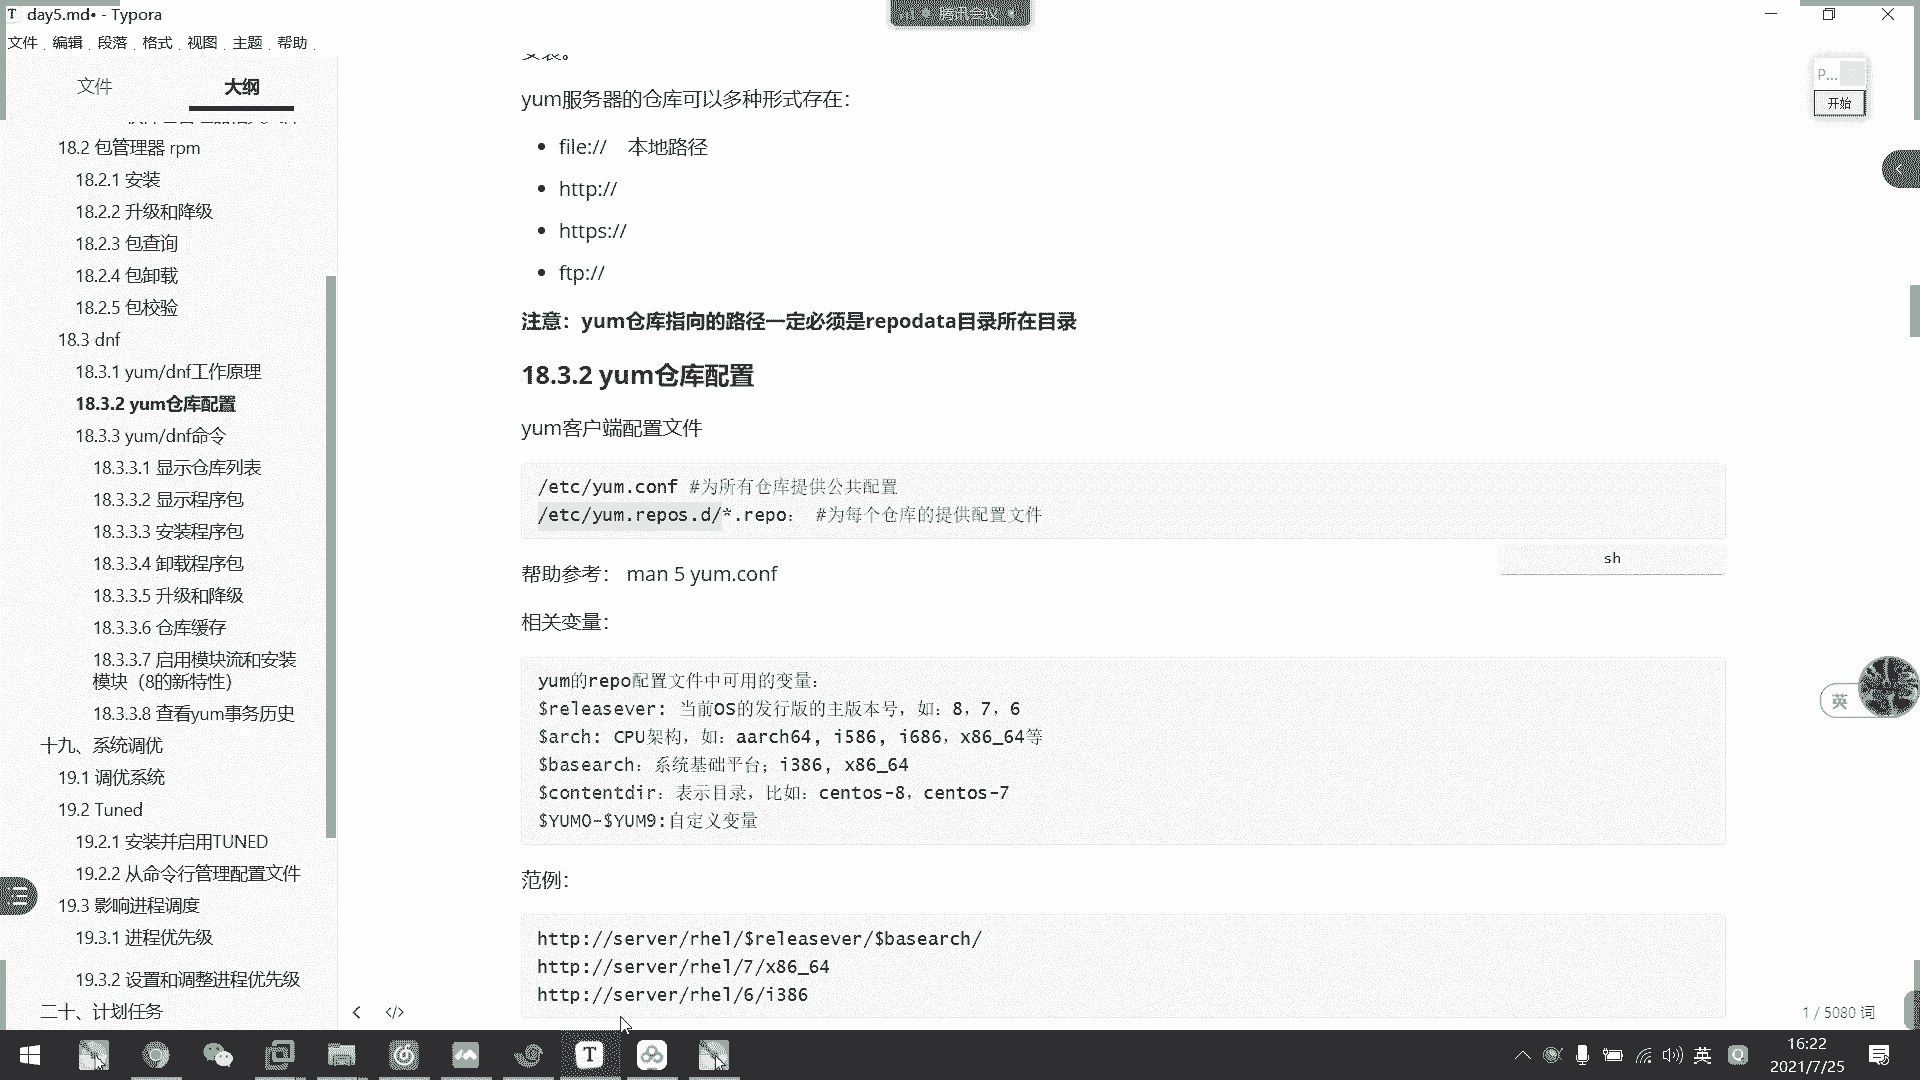 day5.md• - Typora
腾讯会议
文件 编辑 段落 格式 视图 主题 帮助
文件
大纲
18.2 包管理器 rpm
18.2.1 安装
18.2.2 升级和降级
18.2.3 包查询
18.2.4 包卸载
18.2.5 包校验
18.3 dnf
18.3.1 yum/dnf工作原理
18.3.2 yum仓库配置
18.3.3 yum/dnf命令
18.3.3.1 显示仓库列表
18.3.3.2 显示程序包
18.3.3.3 安装程序包
18.3.3.4 卸载程序包
18.3.3.5 升级和降级
18.3.3.6 仓库缓存
18.3.3.7 启用模块流和安装
模块（8的新特性）
18.3.3.8 查看yum事务历史
十九、系统调优
19.1 调优系统
19.2 Tuned
19.2.1 安装并启用TUNED
19.2.2 从命令行管理配置文件
19.3 影响进程调度
19.3.1 进程优先级
19.3.2 设置和调整进程优先级
二十、计划任务
yum服务器的仓库可以多种形式存在：
• file:// 本地路径
• http://
• https://
• ftp://
注意：yum仓库指向的路径一定必须是repodata目录所在目录
18.3.2 yum仓库配置
yum客户端配置文件
/etc/yum.conf #为所有仓库提供公共配置
/etc/yum.repos.d/*.repo： #为每个仓库的提供配置文件
sh
帮助参考： man 5 yum.conf
相关变量：
yum的repo配置文件中可用的变量：
$releasever: 当前OS的发行版的主版本号，如：8，7，6
$arch: CPU架构，如：aarch64, i586, i686，x86_64等
$basearch：系统基础平台；i386, x86_64
$contentdir：表示目录，比如：centos-8，centos-7
$YUM0-$YUM9:自定义变量
范例：
http://server/rhel/$releasever/$basearch/
http://server/rhel/7/x86_64
http://server/rhel/6/i386
P...
开始
英
1 / 5080 词
英
16:22
2021/7/25